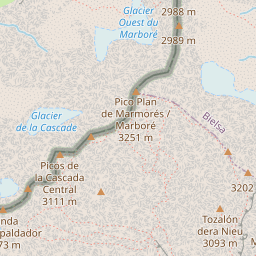 Glacier
Ouest du
Marboré
2988 m
2989 m
Pico Plan
de Marmorés /
Marboré
3251 m
Glacier
de la Cascade
Bielsa
Picos de
la Cascada
Central
3111 m
3202
Tozalón
dera Nieu
3093 m